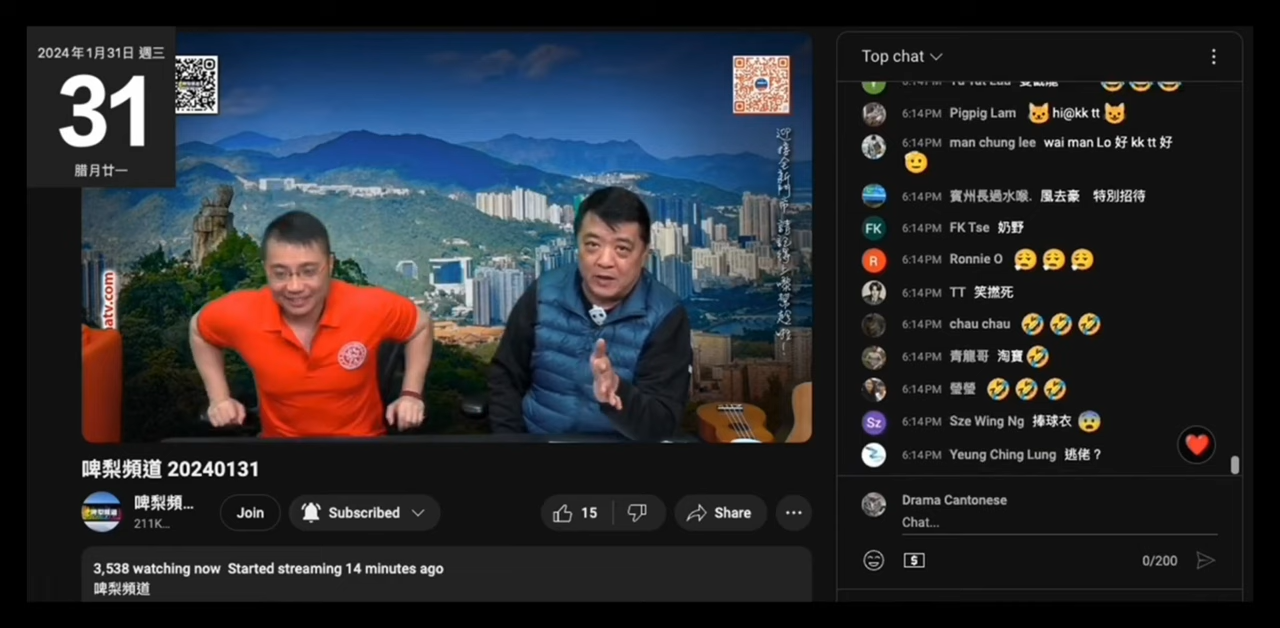 2024年1月31日 週三
31
臘月廿一
atv.com
啤梨頻道 20240131
啤梨頻...
211K...
Join
Subscribed
15
Share
3,538 watching now Started streaming 14 minutes ago
啤梨頻道
Top chat
6:14PM Pigpig Lam 😺hi@kk tt😺
6:14PM man chung lee wai man Lo 好 kk tt 好
🫡
6:14PM 賓州長過水喉. 風去豪 特別招待
FK 6:14PM FK Tse 奶野
R 6:14PM Ronnie O 😮‍💨😮‍💨😮‍💨
6:14PM TT 笑撚死
6:14PM chau chau 🤣🤣🤣
6:14PM 青龍哥 淘寶🤣
6:14PM 瑩瑩 🤣🤣🤣
Sz 6:14PM Sze Wing Ng 捧球衣😨
6:14PM Yeung Ching Lung 逃佬？
Drama Cantonese
Chat...
$
0/200